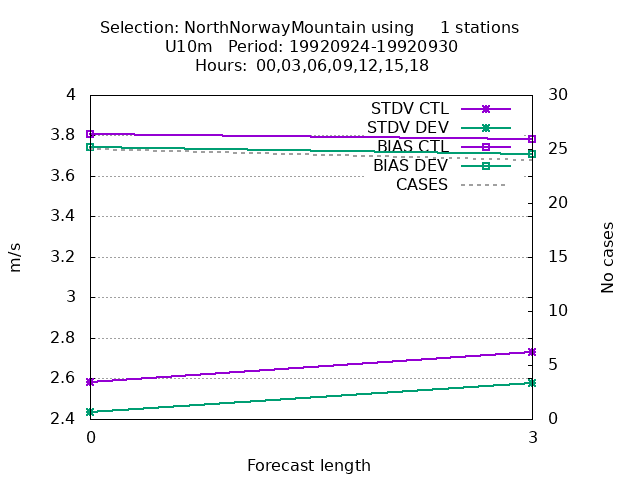 Selection: NorthNorwayMountain using     1 stations
U10m   Period: 19920924-19920930
Hours:  00,03,06,09,12,15,18
4
3.8
3.6
3.4
3.2
3
2.8
2.6
2.4
m/s
30
25
20
15
10
5
0
No cases
STDV CTL
STDV DEV
BIAS CTL
BIAS DEV
CASES
0
3
Forecast length